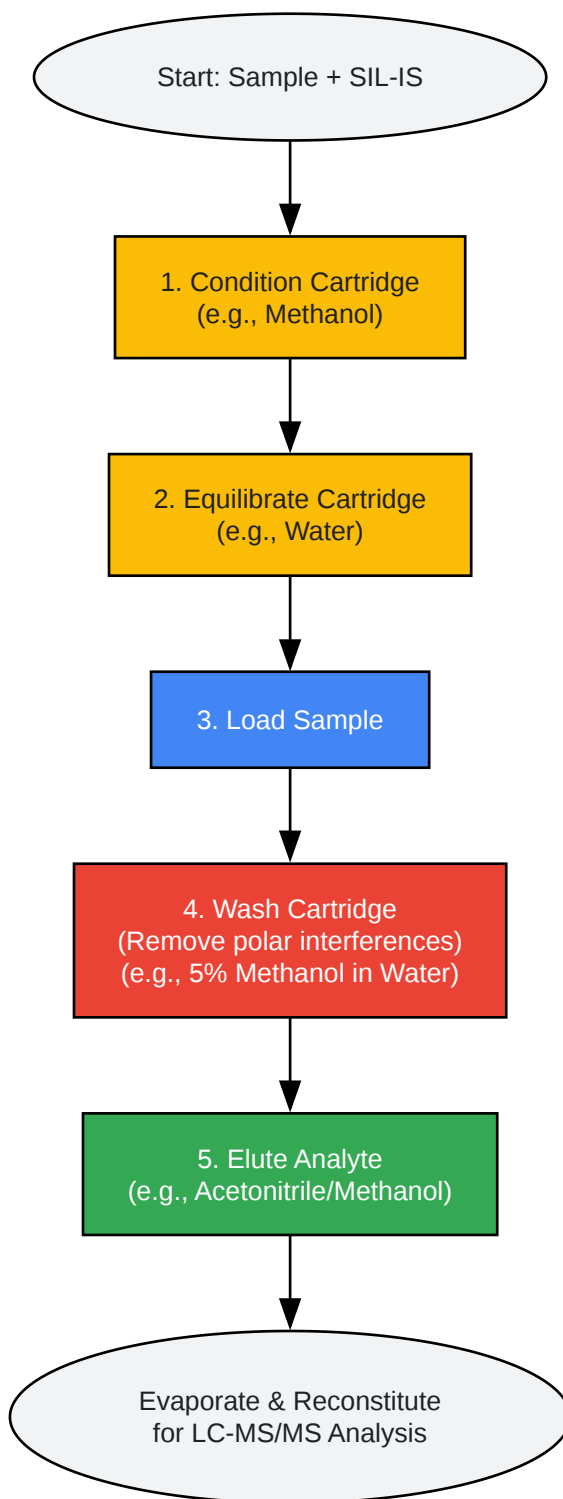 Start: Sample + SIL-IS
1. Condition Cartridge
(e.g., Methanol)
2. Equilibrate Cartridge
(e.g., Water)
3. Load Sample
4. Wash Cartridge
(Remove polar interferences)
(e.g., 5% Methanol in Water)
5. Elute Analyte
(e.g., Acetonitrile/Methanol)
Evaporate & Reconstitute
for LC-MS/MS Analysis